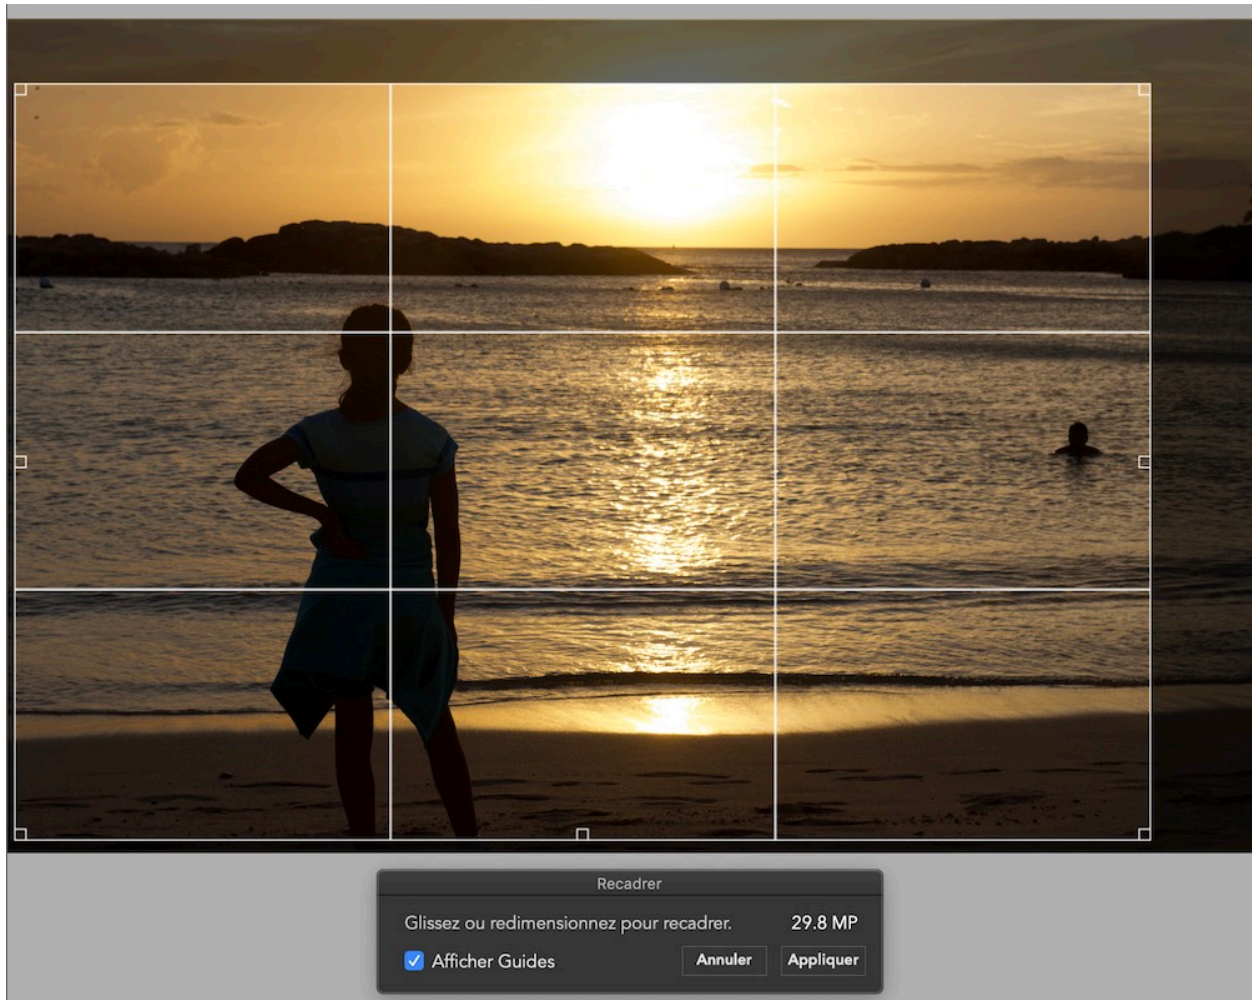 Recadrer
Glissez ou redimensionnez pour recadrer. 29.8 MP
Afficher Guides Annuler Appliquer